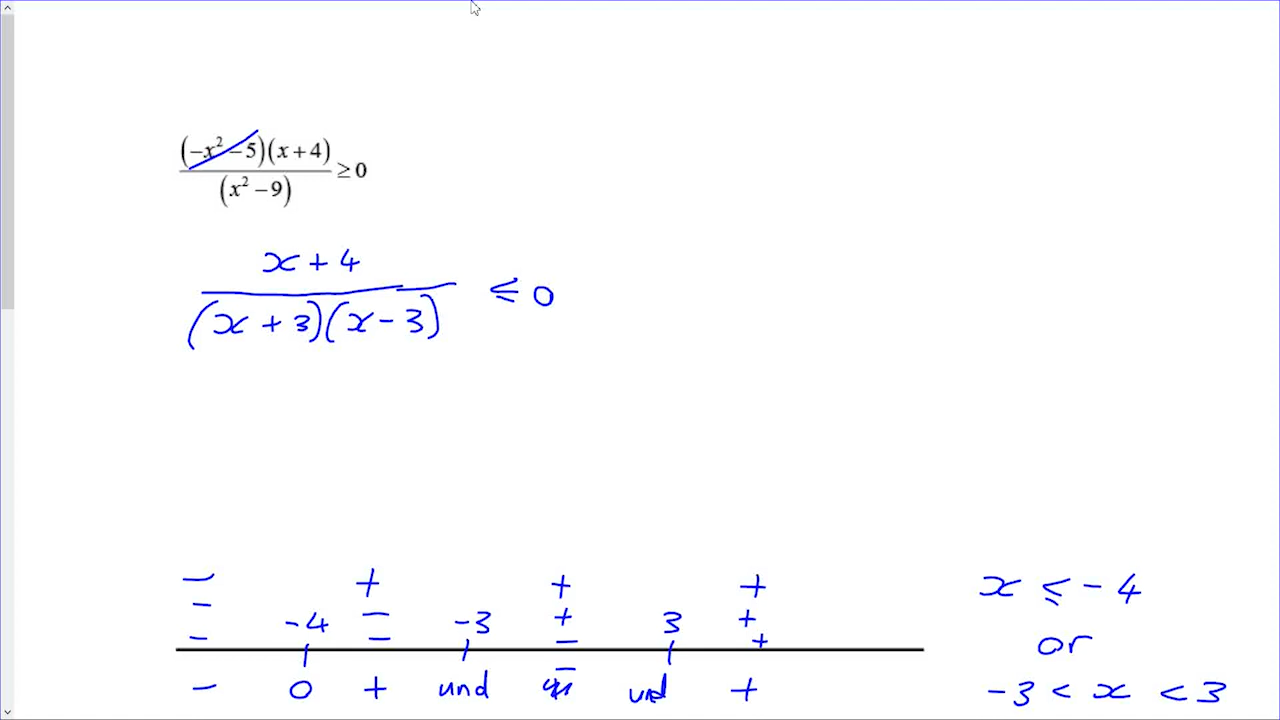 (-x² - 5)(x + 4)
(x² - 9)
≥ 0
x + 4
(x + 3)(x - 3)
≤ 0
- + + +
- -4 - -3 + 3 +
- - - +
- 0 + und - und +
x ≤ -4
or
-3 < x < 3